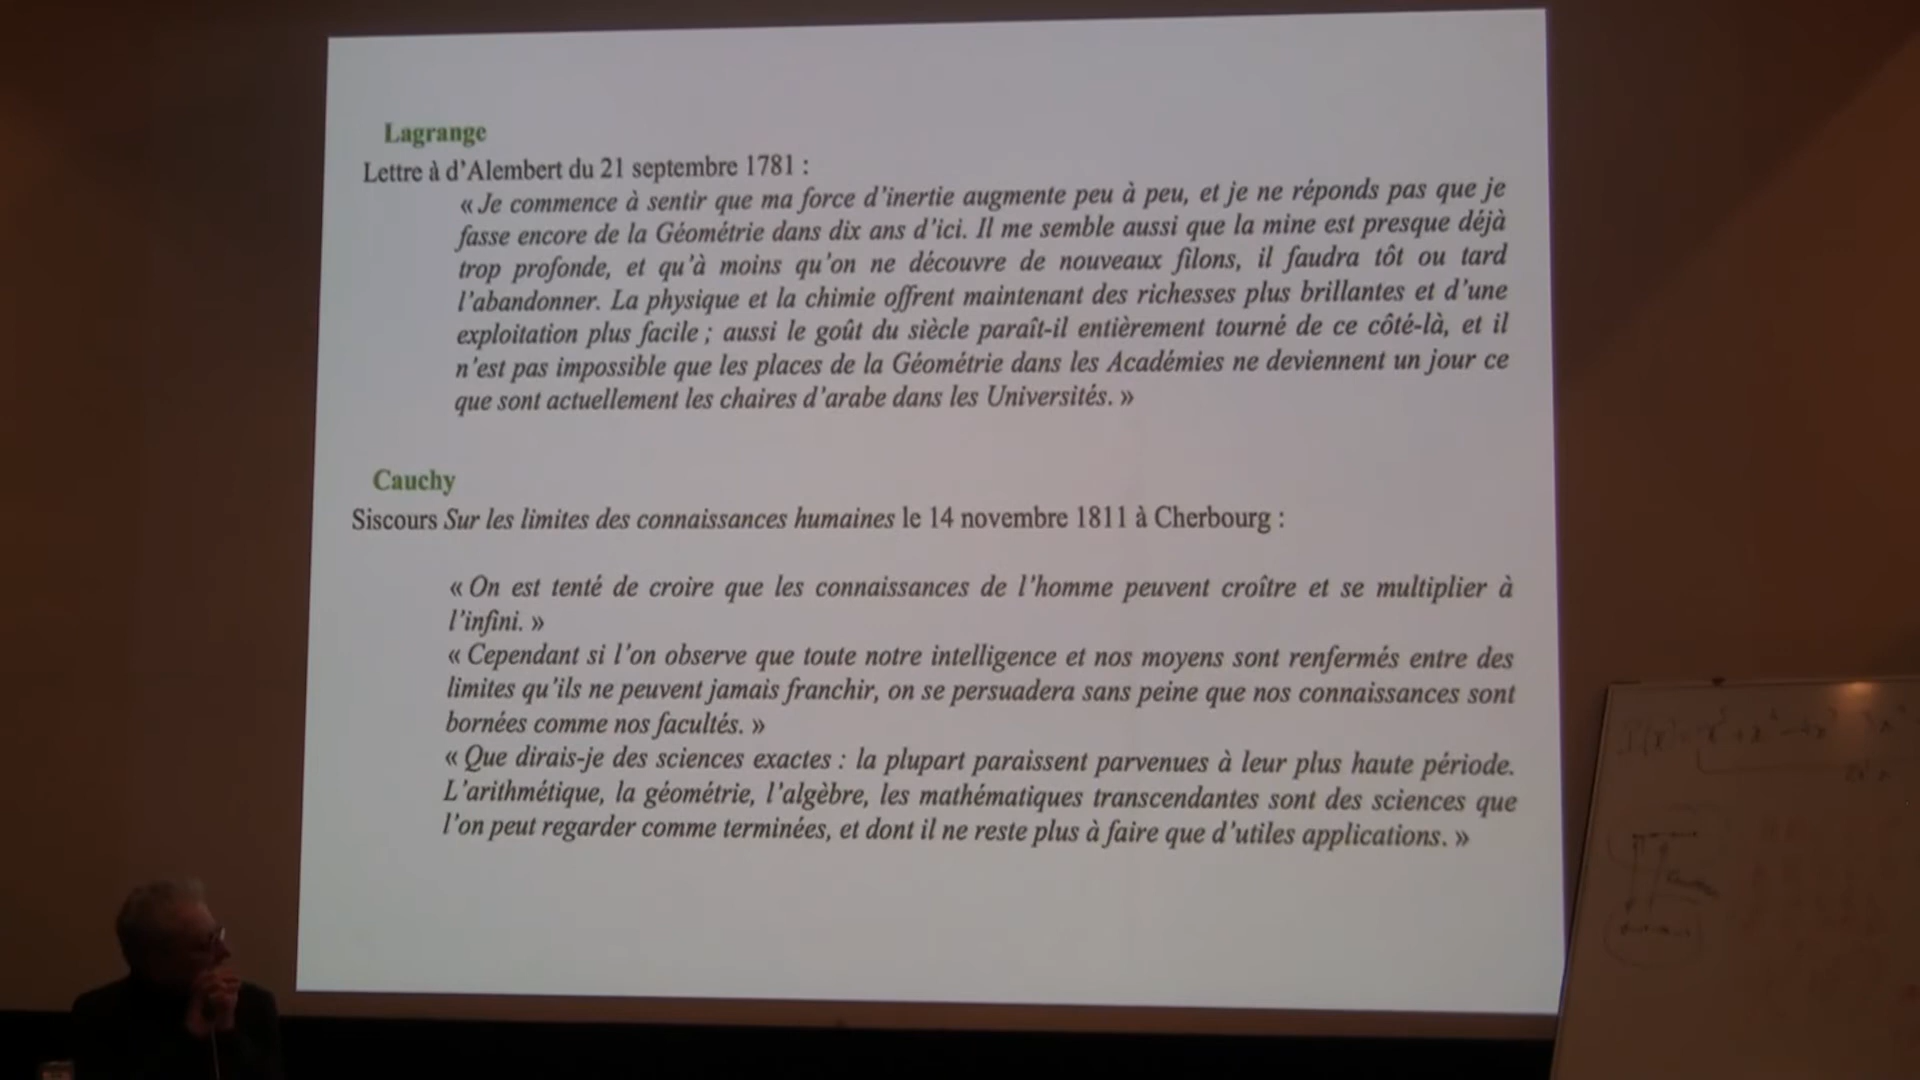 Lagrange
Lettre à d'Alembert du 21 septembre 1781 :
« Je commence à sentir que ma force d'inertie augmente peu à peu, et je ne réponds pas que je
fasse encore de la Géométrie dans dix ans d'ici. Il me semble aussi que la mine est presque déjà
trop profonde, et qu'à moins qu'on ne découvre de nouveaux filons, il faudra tôt ou tard
l'abandonner. La physique et la chimie offrent maintenant des richesses plus brillantes et d'une
exploitation plus facile ; aussi le goût du siècle paraît-il entièrement tourné de ce côté-là, et il
n'est pas impossible que les places de la Géométrie dans les Académies ne deviennent un jour ce
que sont actuellement les chaires d'arabe dans les Universités. »
Cauchy
Siscours Sur les limites des connaissances humaines le 14 novembre 1811 à Cherbourg :
« On est tenté de croire que les connaissances de l'homme peuvent croître et se multiplier à
l'infini. »
« Cependant si l'on observe que toute notre intelligence et nos moyens sont renfermés entre des
limites qu'ils ne peuvent jamais franchir, on se persuadera sans peine que nos connaissances sont
bornées comme nos facultés. »
« Que dirais-je des sciences exactes : la plupart paraissent parvenues à leur plus haute période.
L'arithmétique, la géométrie, l'algèbre, les mathématiques transcendantes sont des sciences que
l'on peut regarder comme terminées, et dont il ne reste plus à faire que d'utiles applications. »